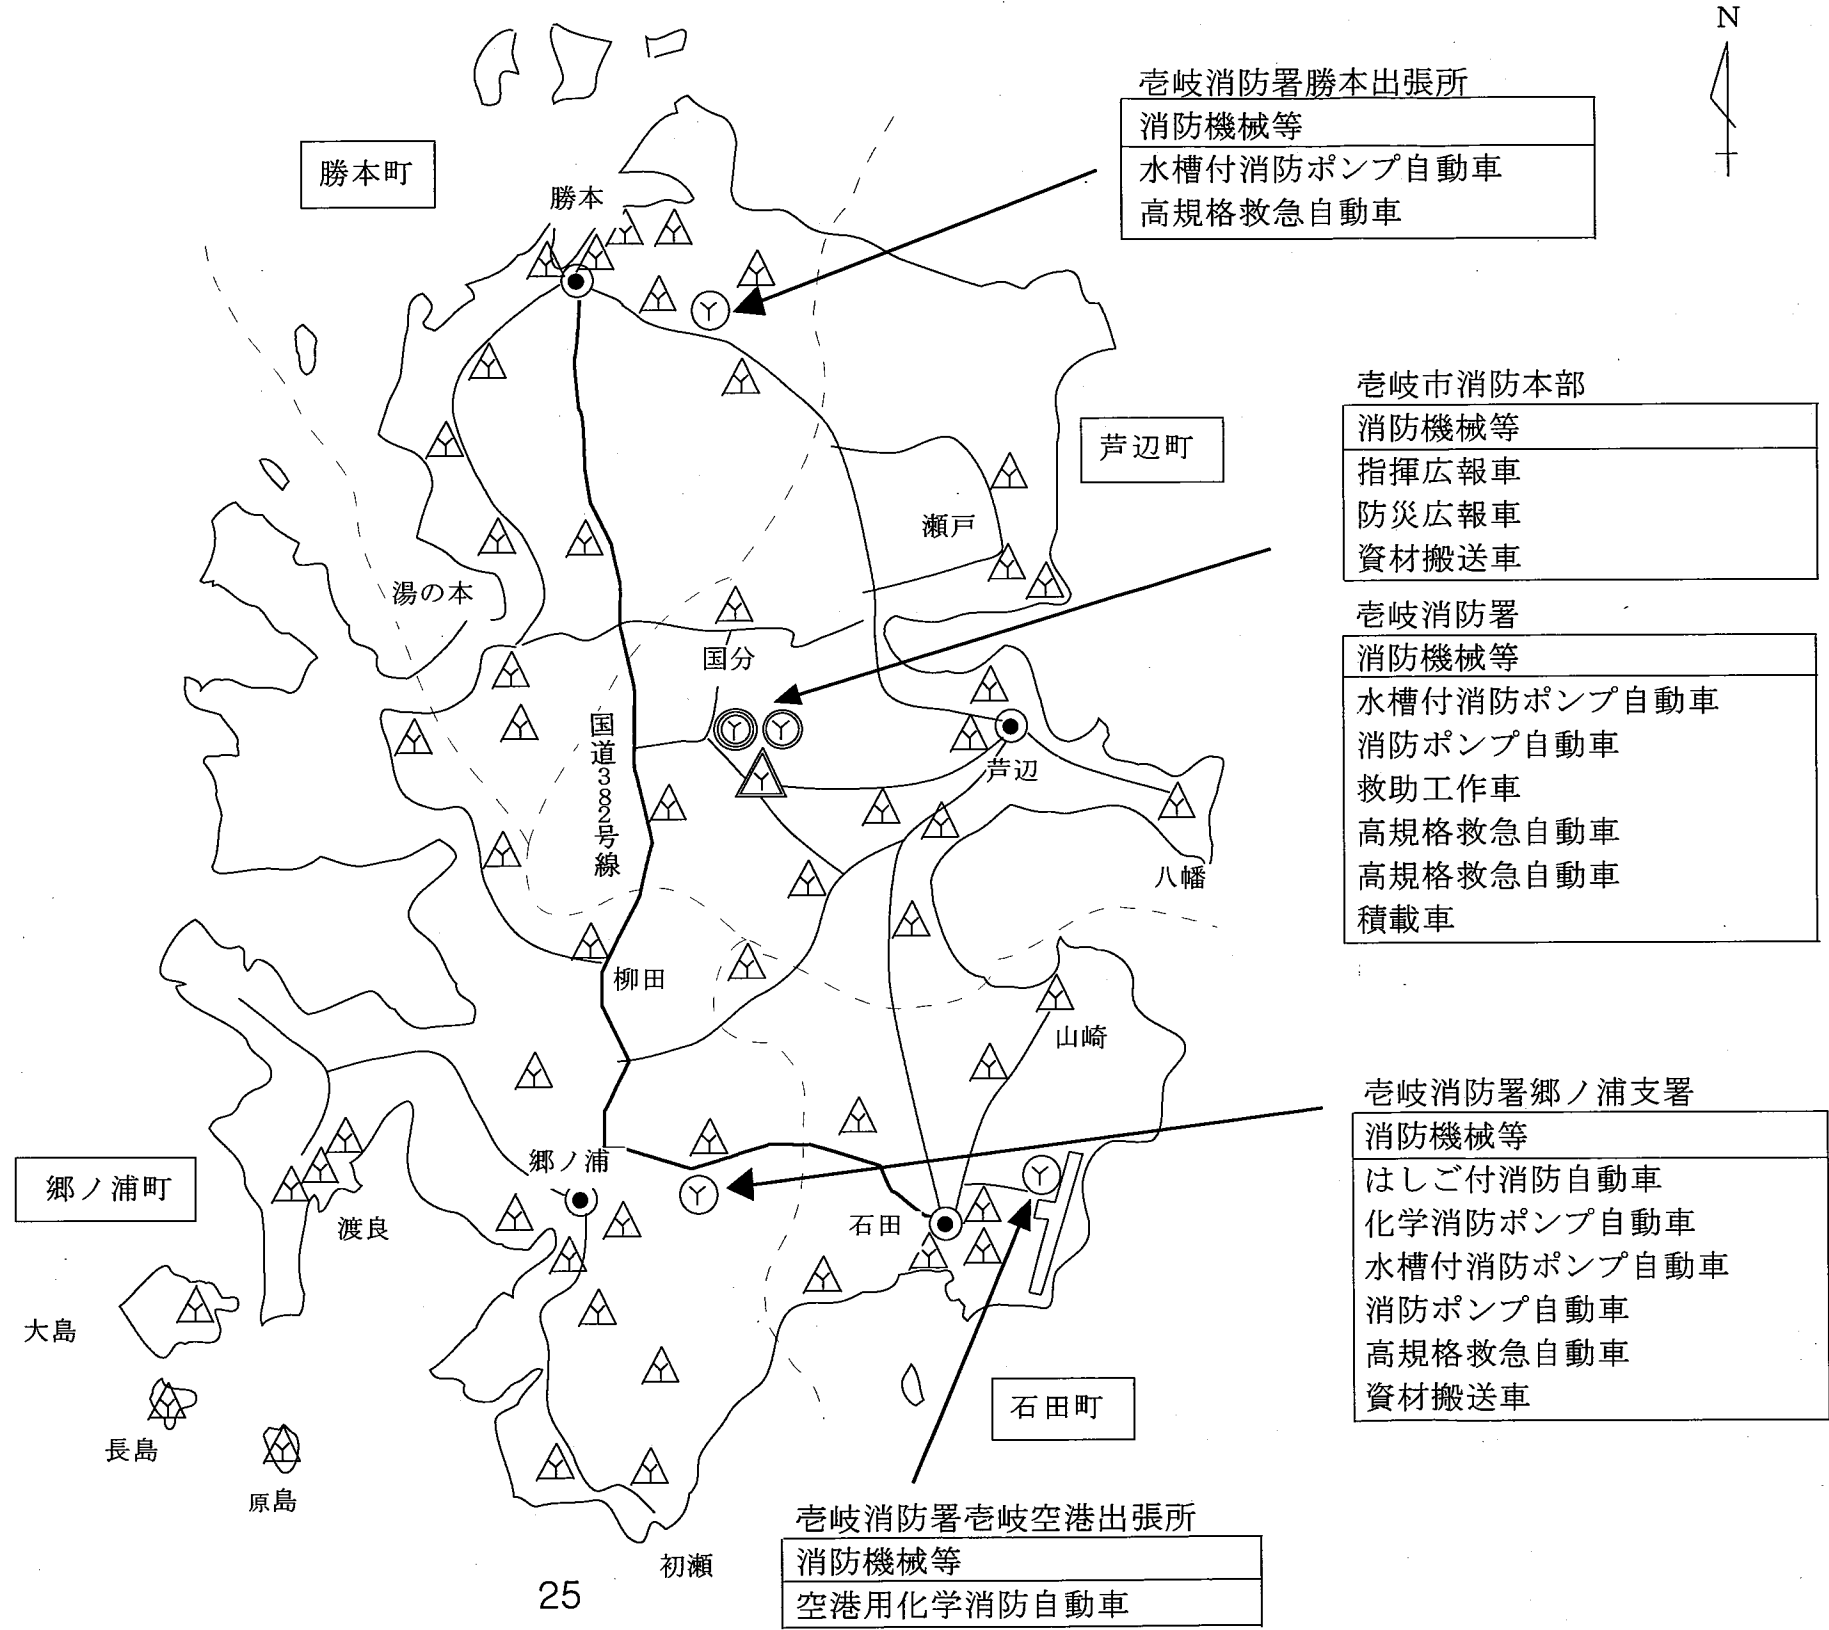 N
壱岐消防署勝本出張所
消防機械等
水槽付消防ポンプ自動車
高規格救急自動車
勝本町
勝本
壱岐市消防本部
消防機械等
指揮広報車
防災広報車
資材搬送車
芦辺町
瀬戸
湯の本
壱岐消防署
消防機械等
水槽付消防ポンプ自動車
消防ポンプ自動車
救助工作車
高規格救急自動車
高規格救急自動車
積載車
国分
国道382号線
芦辺
八幡
柳田
山崎
壱岐消防署郷ノ浦支署
消防機械等
はしご付消防自動車
化学消防ポンプ自動車
水槽付消防ポンプ自動車
消防ポンプ自動車
高規格救急自動車
資材搬送車
郷ノ浦
郷ノ浦町
渡良
石田
大島
長島
原島
石田町
初瀬
壱岐消防署壱岐空港出張所
消防機械等
空港用化学消防自動車
25